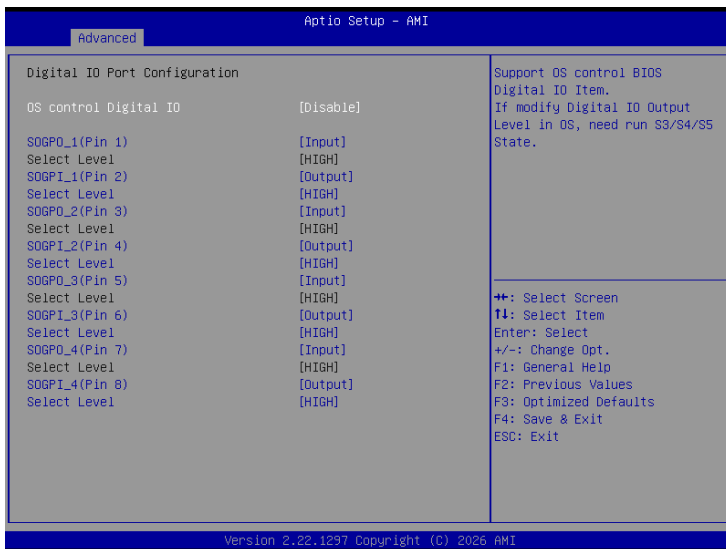 Aptio Setup – AMI
Advanced
Digital IO Port Configuration
OS control Digital IO [Disable]
SOGPO_1(Pin 1) [Input]
Select Level [HIGH]
SOGPI_1(Pin 2) [Output]
Select Level [HIGH]
SOGPO_2(Pin 3) [Input]
Select Level [HIGH]
SOGPI_2(Pin 4) [Output]
Select Level [HIGH]
SOGPO_3(Pin 5) [Input]
Select Level [HIGH]
SOGPI_3(Pin 6) [Output]
Select Level [HIGH]
SOGPO_4(Pin 7) [Input]
Select Level [HIGH]
SOGPI_4(Pin 8) [Output]
Select Level [HIGH]
Support OS control BIOS
Digital IO Item.
If modify Digital IO Output
Level in OS, need run S3/S4/S5
State.
→←: Select Screen
↑↓: Select Item
Enter: Select
+/-: Change Opt.
F1: General Help
F2: Previous Values
F3: Optimized Defaults
F4: Save & Exit
ESC: Exit
Version 2.22.1297 Copyright (C) 2026 AMI